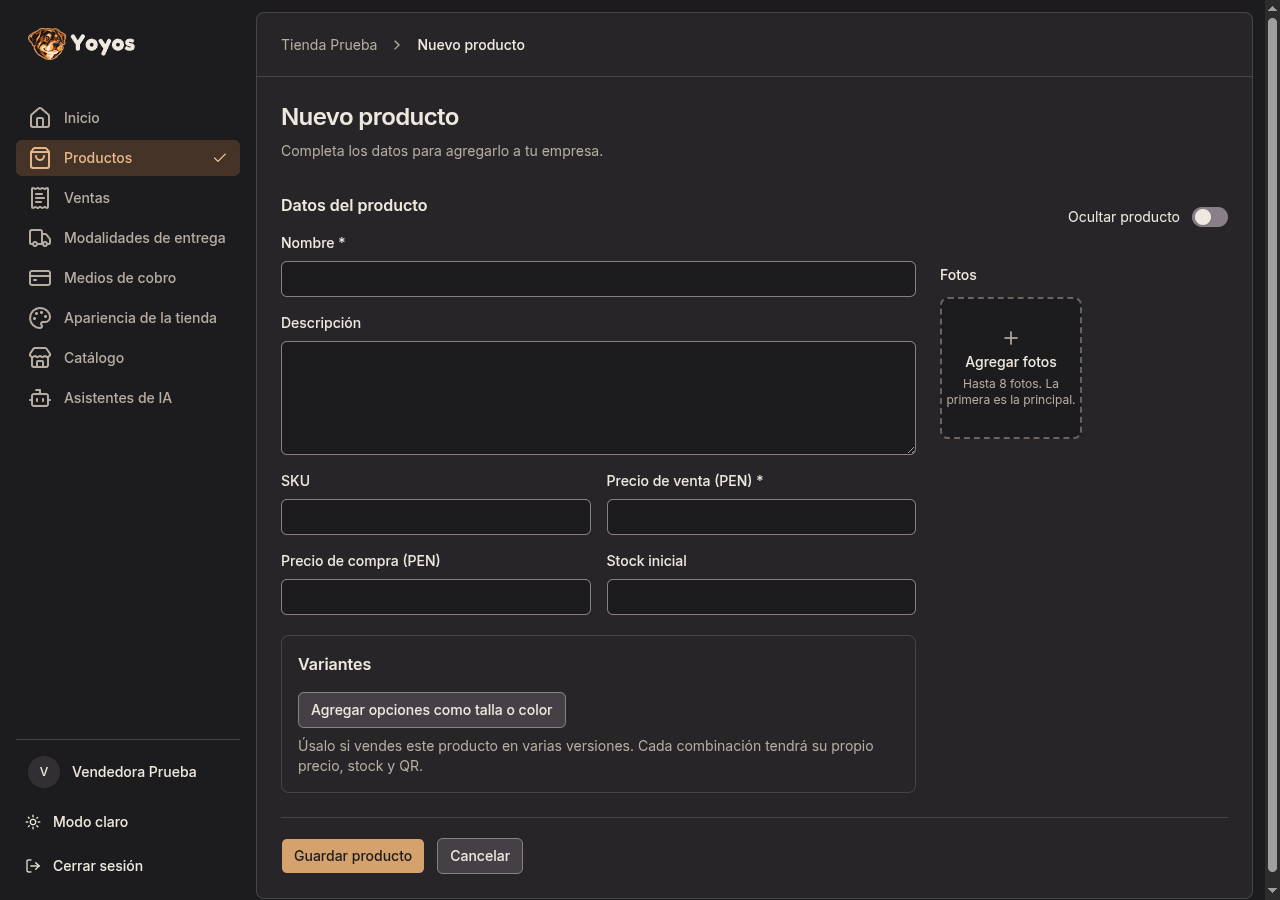 Yoyos
Inicio
Productos
Ventas
Modalidades de entrega
Medios de cobro
Apariencia de la tienda
Catálogo
Asistentes de IA
V
Vendedora Prueba
Modo claro
Cerrar sesión
Tienda Prueba
Nuevo producto
Nuevo producto
Completa los datos para agregarlo a tu empresa.
Datos del producto
Ocultar producto
Nombre *
Descripción
SKU
Precio de venta (PEN) *
Precio de compra (PEN)
Stock inicial
Fotos
Agregar fotos
Hasta 8 fotos. La
primera es la principal.
Variantes
Agregar opciones como talla o color
Úsalo si vendes este producto en varias versiones. Cada combinación tendrá su propio
precio, stock y QR.
Guardar producto
Cancelar